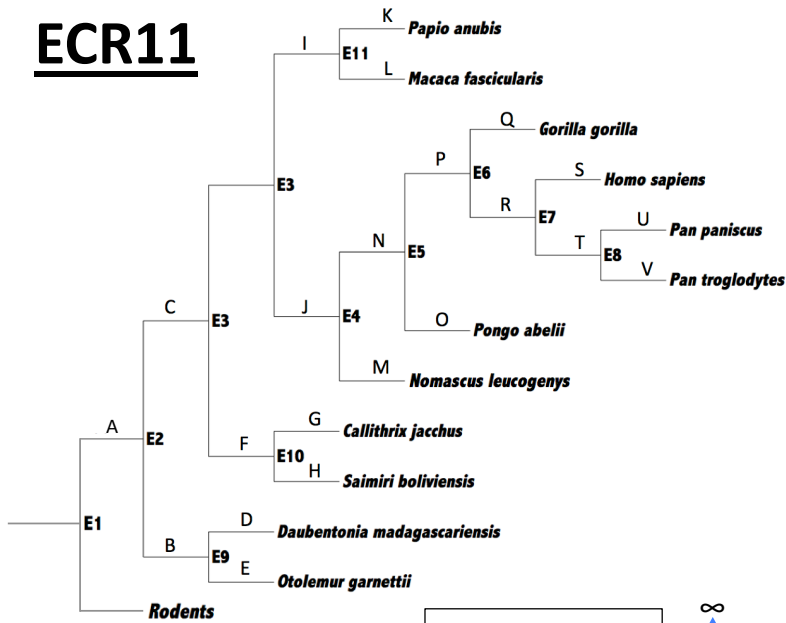 ECR11
K
Papio anubis
I
E11
L
Macaca fascicularis
Q
Gorilla gorilla
P
E6
S
Homo sapiens
E3
R
E7
U
Pan paniscus
N
T
E8
E5
V
Pan troglodytes
C
J
E4
O
E3
Pongo abelii
M
Nomascus leucogenys
G
A
Callithrix jacchus
E2
F
E10
H
Saimiri boliviensis
D
E1
Daubentonia madagascariensis
B
E9
E
Otolemur garnettii
Rodents
∞